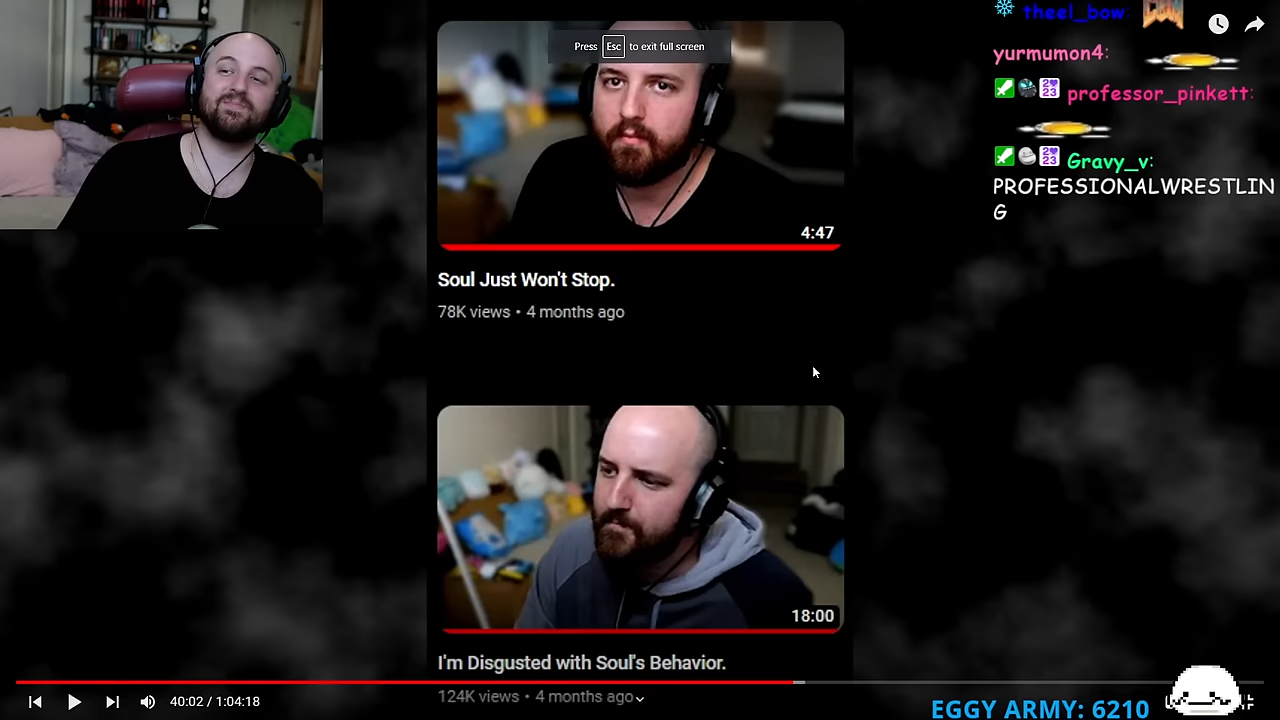 theel_bow:
Press Esc to exit full screen
yurmumon4:
professor_pinkett:
Gravy_v:
PROFESSIONALWRESTLIN
G
4:47
Soul Just Won't Stop.
78K views • 4 months ago
18:00
I'm Disgusted with Soul's Behavior.
124K views • 4 months ago
40:02 / 1:04:18
EGGY ARMY: 6210